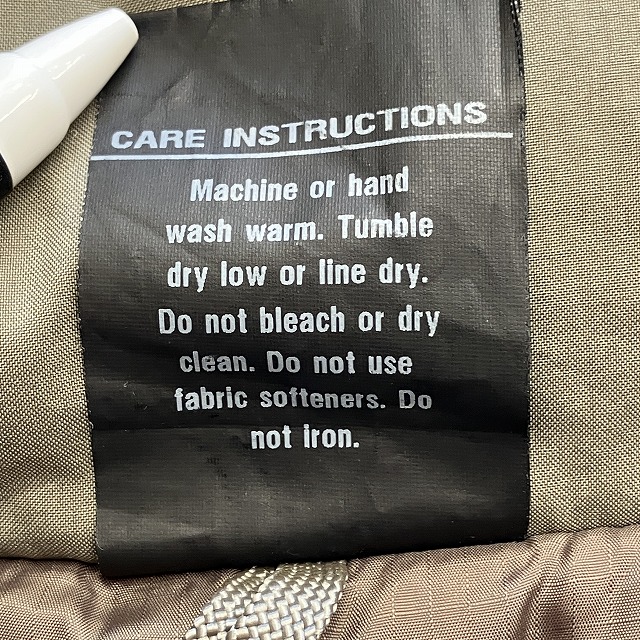 CARE INSTRUCTIONS
Machine or hand
wash warm. Tumble
dry low or line dry.
Do not bleach or dry
clean. Do not use
fabric softeners. Do
not iron.